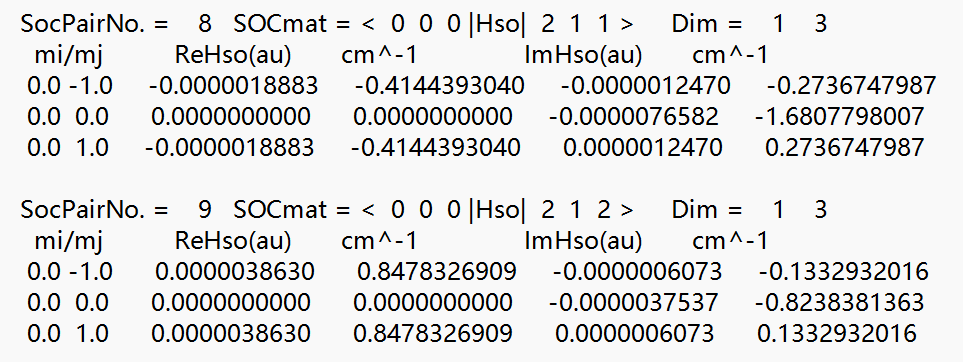 SocPairNo. = 8 SOCmat = < 0 0 0 |Hso| 2 1 1 > Dim = 1 3
mi/mj ReHso(au) cm^-1 ImHso(au) cm^-1
0.0 -1.0 -0.0000018883 -0.4144393040 -0.0000012470 -0.2736747987
0.0 0.0 0.0000000000 0.0000000000 -0.0000076582 -1.6807798007
0.0 1.0 -0.0000018883 -0.4144393040 0.0000012470 0.2736747987
SocPairNo. = 9 SOCmat = < 0 0 0 |Hso| 2 1 2 > Dim = 1 3
mi/mj ReHso(au) cm^-1 ImHso(au) cm^-1
0.0 -1.0 0.0000038630 0.8478326909 -0.0000006073 -0.1332932016
0.0 0.0 0.0000000000 0.0000000000 -0.0000037537 -0.8238381363
0.0 1.0 0.0000038630 0.8478326909 0.0000006073 0.1332932016